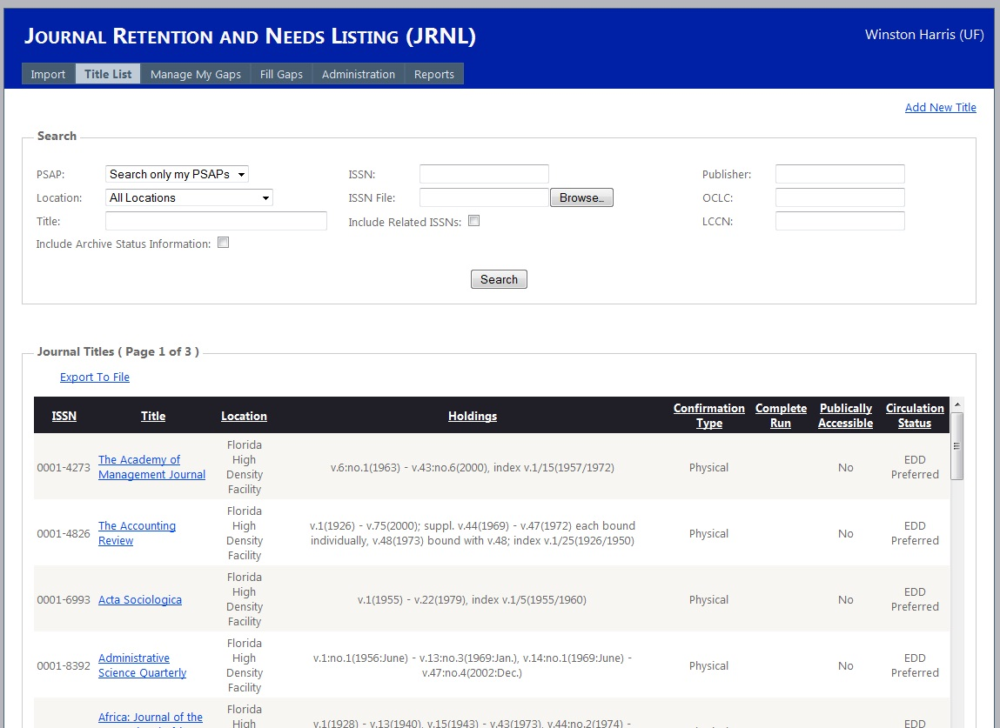 JOURNAL RETENTION AND NEEDS LISTING (JRNL)
Winston Harris (UF)
Import Title List Manage My Gaps Fill Gaps Administration Reports
Add New Title
Search
PSAP: Search only my PSAPs ISSN: Publisher:
Location: All Locations ISSN File: Browse... OCLC:
Title: Include Related ISSNs: LCCN:
Include Archive Status Information:
Search
Journal Titles ( Page 1 of 3 )
Export To File
ISSN Title Location Holdings Confirmation Type Complete Run Publically Accessible Circulation Status
0001-4273 The Academy of Management Journal Florida High Density Facility v.6:no.1(1963) - v.43:no.6(2000), index v.1/15(1957/1972) Physical No EDD Preferred
0001-4826 The Accounting Review Florida High Density Facility v.1(1926) - v.75(2000); suppl. v.44(1969) - v.47(1972) each bound individually, v.48(1973) bound with v.48; index v.1/25(1926/1950) Physical No EDD Preferred
0001-6993 Acta Sociologica Florida High Density Facility v.1(1955) - v.22(1979), index v.1/5(1955/1960) Physical No EDD Preferred
0001-8392 Administrative Science Quarterly Florida High Density Facility v.1:no.1(1956:June) - v.13:no.3(1969:Jan.), v.14:no.1(1969:June) - v.47:no.4(2002:Dec.) Physical No EDD Preferred
Africa: Journal of the Florida High v.1(1928) - v.13(1940), v.15(1943) - v.43(1973), v.44:no.2(1974) - EDD